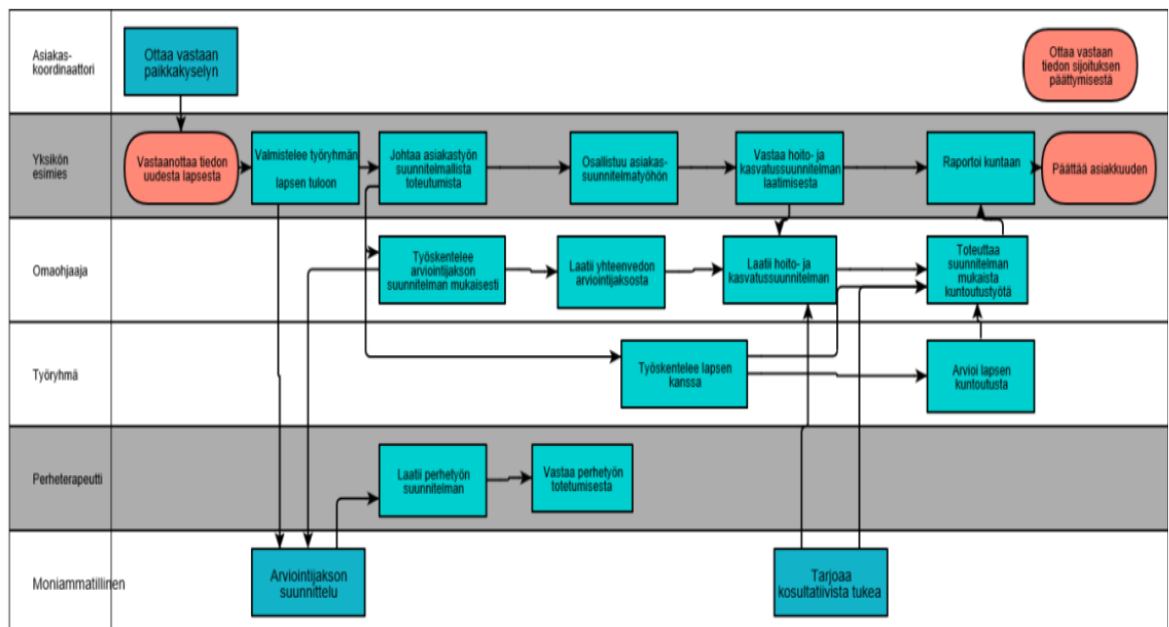 Asiakas-
koordinaattori
Ottaa vastaan
paikkakyselyn
Ottaa vastaan
tiedon sijoituksen
päättymisestä
Yksikön
esimies
Vastaanottaa tiedon
uudesta lapsesta
Valmistelee työryhmän
lapsen tuloon
Johtaa asiakastyön
suunnitelmallista
toteutumista
Osallistuu asiakas-
suunnitelmatyöhön
Vastaa hoito- ja
kasvatussuunnitelman
laatimisesta
Raportoi kuntaan
Päättää asiakkuuden
Omaohjaaja
Työskentelee
arviointijakson
suunnitelman mukaisesti
Laatii yhteenvedon
arviointijaksosta
Laatii hoito- ja
kasvatussuunnitelman
Toteuttaa
suunnitelman
mukaista
kuntoutustyötä
Työryhmä
Työskentelee lapsen
kanssa
Arvioi lapsen
kuntoutusta
Perheterapeutti
Laatii perhetyön
suunnitelman
Vastaa perhetyön
totetumisesta
Moniammatillinen
Arviointijakson
suunnittelu
Tarjoaa
kosultatiivista tukea